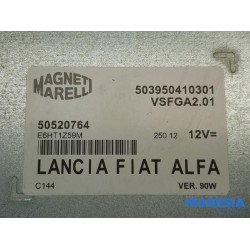 MAGNETI
MARELLI
503950410301
VSFGA2.01
50520764
E6HT1Z59M
250 12 12V=
LANCIA FIAT ALFA
C144 VER. 90W